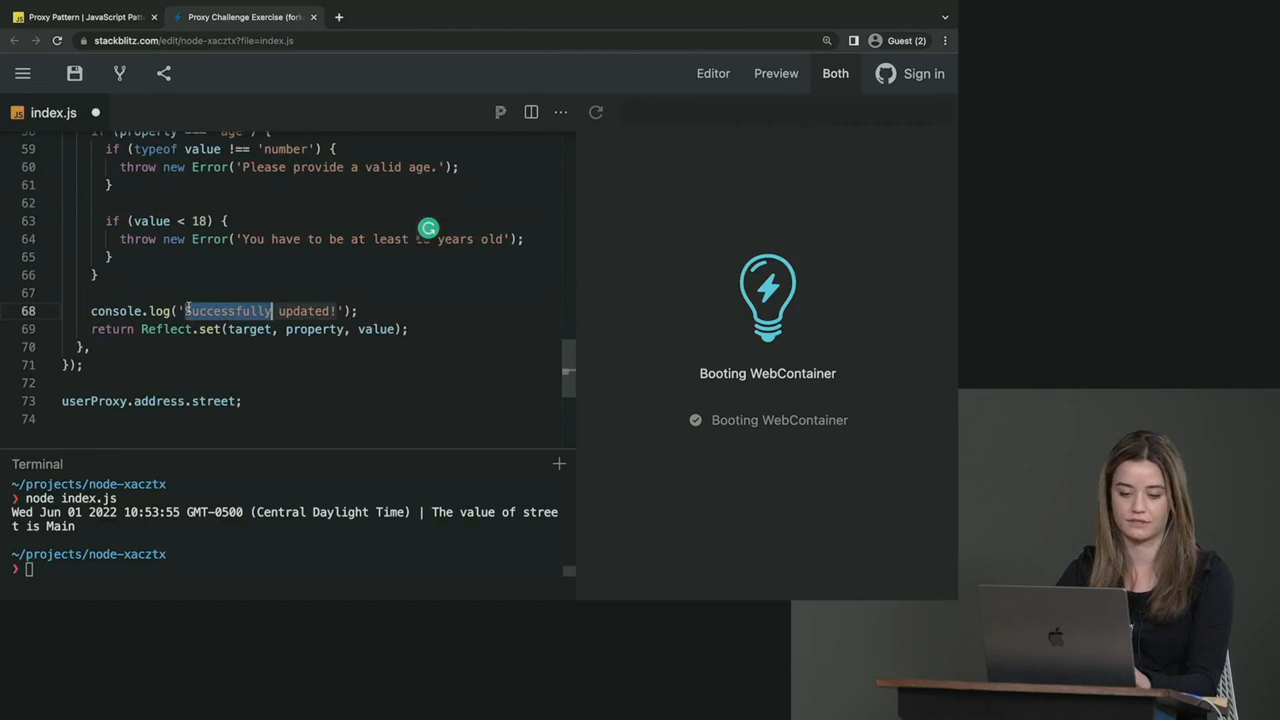 Proxy Pattern | JavaScript Patt
Proxy Challenge Exercise (fork
stackblitz.com/edit/node-xacztx?file=index.js
Guest (2)
Editor
Preview
Both
Sign in
JS index.js
59 if (typeof value !== 'number') {
60 throw new Error('Please provide a valid age.');
61 }
62
63 if (value < 18) {
64 throw new Error('You have to be at least 18 years old');
65 }
66 }
67
68 console.log('Successfully updated!');
69 return Reflect.set(target, property, value);
70 },
71 });
72
73 userProxy.address.street;
74
Booting WebContainer
Booting WebContainer
Terminal
~/projects/node-xacztx
❯ node index.js
Wed Jun 01 2022 10:53:55 GMT-0500 (Central Daylight Time) | The value of stree
t is Main
~/projects/node-xacztx
❯